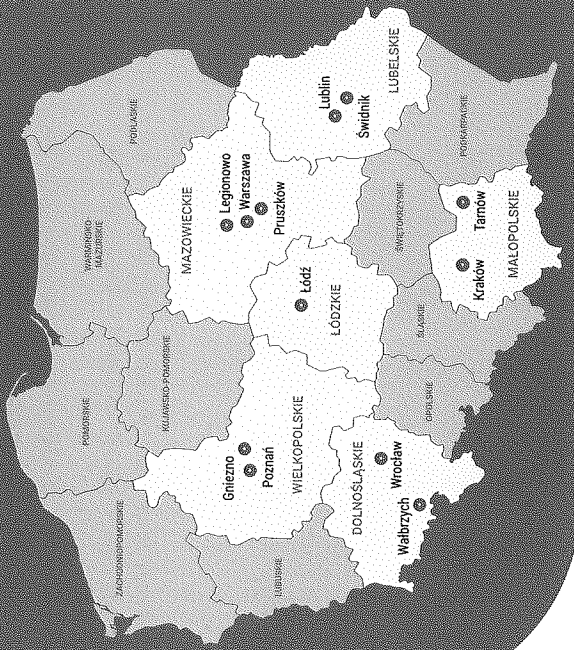 POMORSKIE
WARMIŃSKO-
MAZURSKIE
ZACHODNIOPOMORSKIE
PODLASKIE
KUJAWSKO-POMORSKIE
MAZOWIECKIE
Legionowo
Warszawa
Pruszków
Gniezno
Poznań
WIELKOPOLSKIE
LUBUSKIE
Łódź
ŁÓDZKIE
Lublin
Świdnik
LUBELSKIE
DOLNOŚLĄSKIE
Wrocław
Wałbrzych
OPOLSKIE
ŚLĄSKIE
ŚWIĘTOKRZYSKIE
PODKARPACKIE
Kraków
Tarnów
MAŁOPOLSKIE